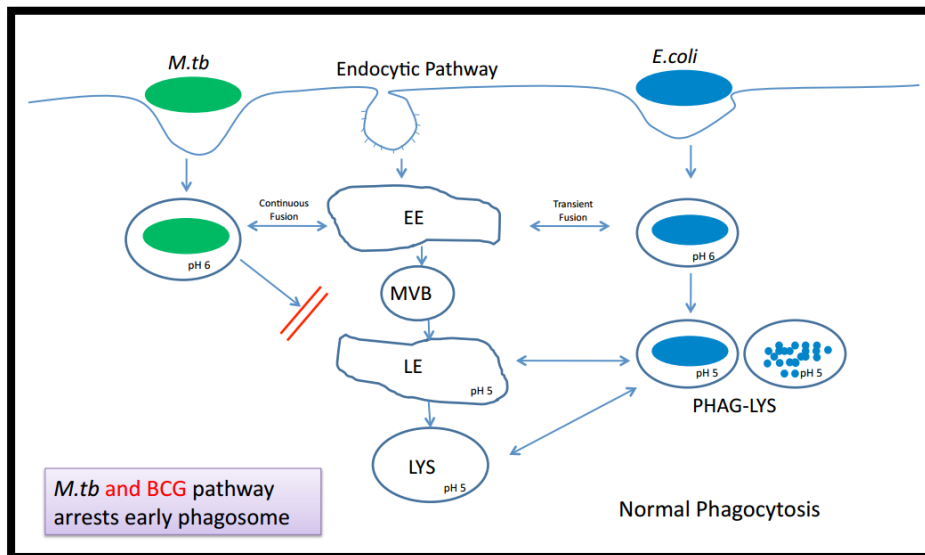 M.tb
Endocytic Pathway
E.coli
Continuous
Fusion
EE
Transient
Fusion
pH 6
pH 6
MVB
LE
pH 5
pH 5
pH 5
PHAG-LYS
LYS
pH 5
M.tb and BCG pathway
arrests early phagosome
Normal Phagocytosis